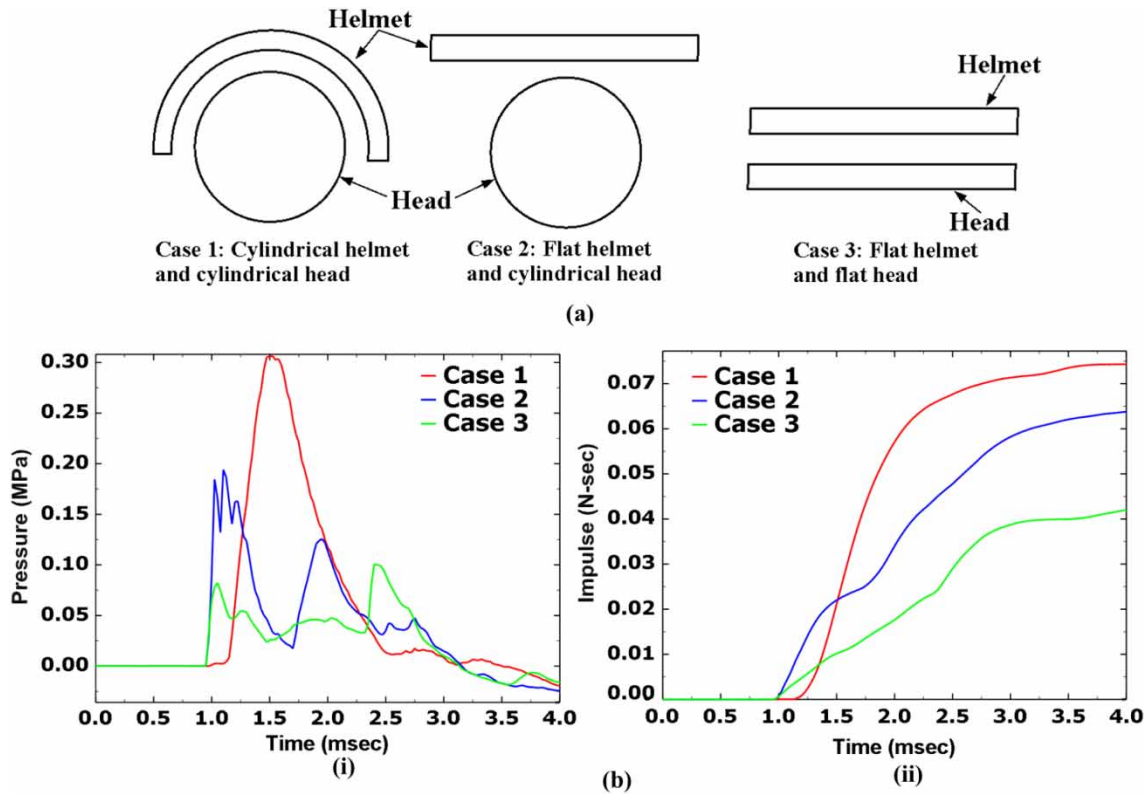 Helmet
Helmet
Head
Head
Case 1: Cylindrical helmet
and cylindrical head
Case 2: Flat helmet
and cylindrical head
Case 3: Flat helmet
and flat head
(a)
Pressure (MPa)
0.30
0.25
0.20
0.15
0.10
0.05
0.00
Case 1
Case 2
Case 3
0.0 0.5 1.0 1.5 2.0 2.5 3.0 3.5 4.0
Time (msec)
(i)
Impulse (N-sec)
0.07
0.06
0.05
0.04
0.03
0.02
0.01
0.00
Case 1
Case 2
Case 3
0.0 0.5 1.0 1.5 2.0 2.5 3.0 3.5 4.0
Time (msec)
(ii)
(b)